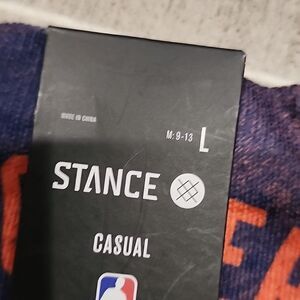 MADE IN CHINA
M: 9-13 L
STANCE
CASUAL